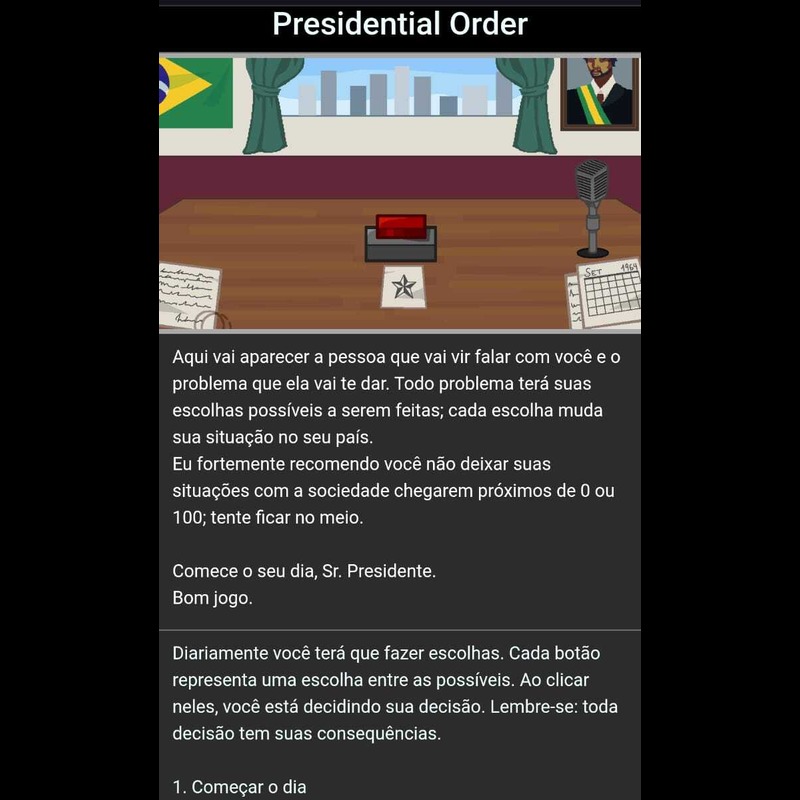 Presidential Order
SET 1964
Aqui vai aparecer a pessoa que vai vir falar com você e o
problema que ela vai te dar. Todo problema terá suas
escolhas possíveis a serem feitas; cada escolha muda
sua situação no seu país.
Eu fortemente recomendo você não deixar suas
situações com a sociedade chegarem próximos de 0 ou
100; tente ficar no meio.
Comece o seu dia, Sr. Presidente.
Bom jogo.
Diariamente você terá que fazer escolhas. Cada botão
representa uma escolha entre as possíveis. Ao clicar
neles, você está decidindo sua decisão. Lembre-se: toda
decisão tem suas consequências.
1. Começar o dia